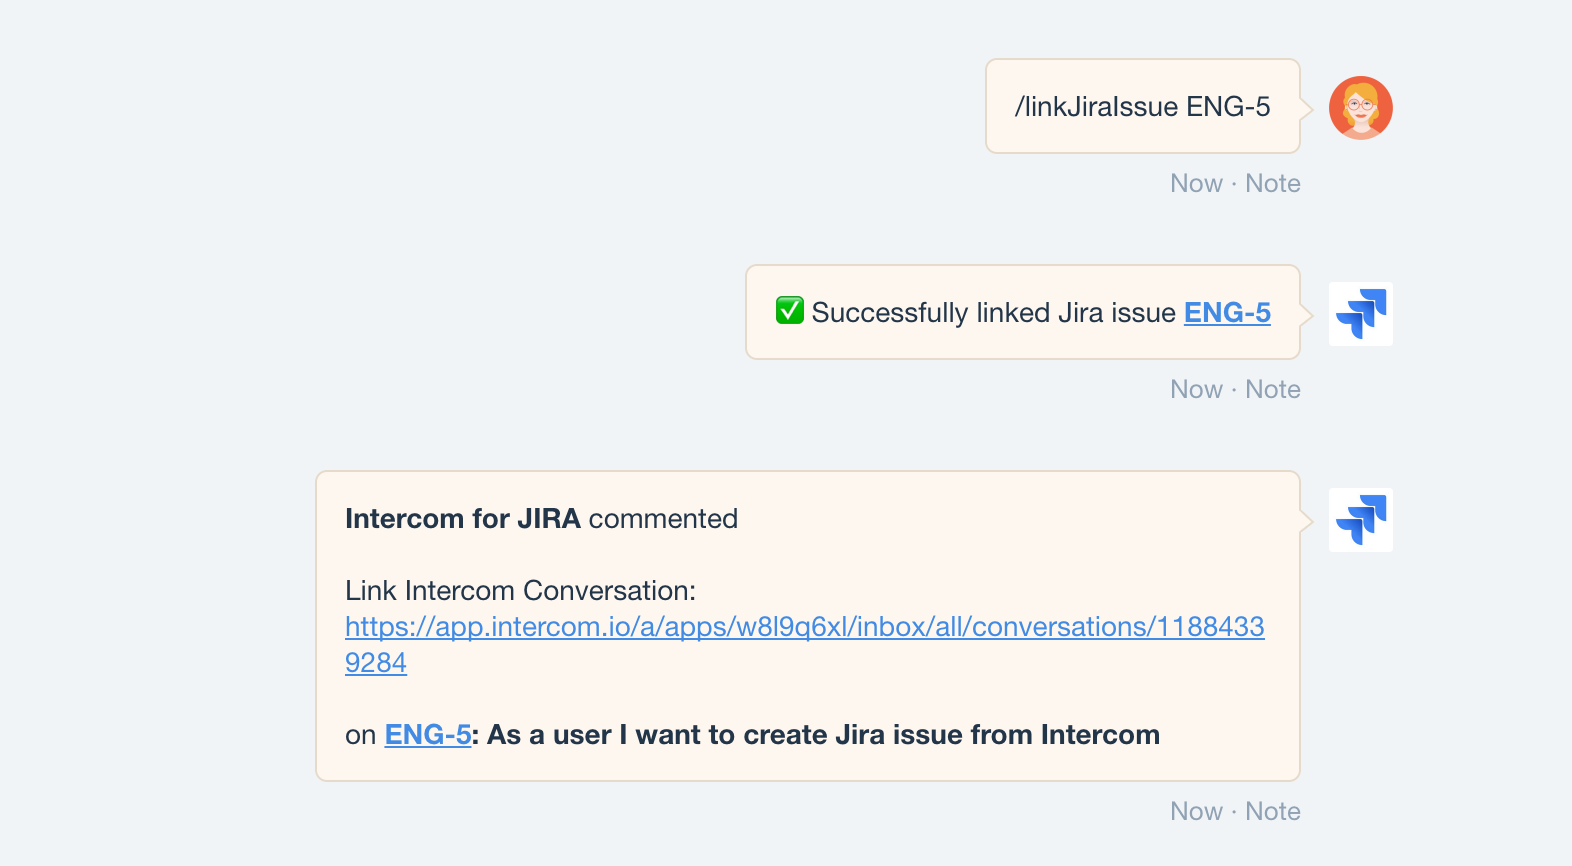 /linkJiraIssue ENG-5
Now · Note
✅ Successfully linked Jira issue ENG-5
Now · Note
Intercom for JIRA commented
Link Intercom Conversation:
https://app.intercom.io/a/apps/w8l9q6xl/inbox/all/conversations/1188433
9284
on ENG-5: As a user I want to create Jira issue from Intercom
Now · Note